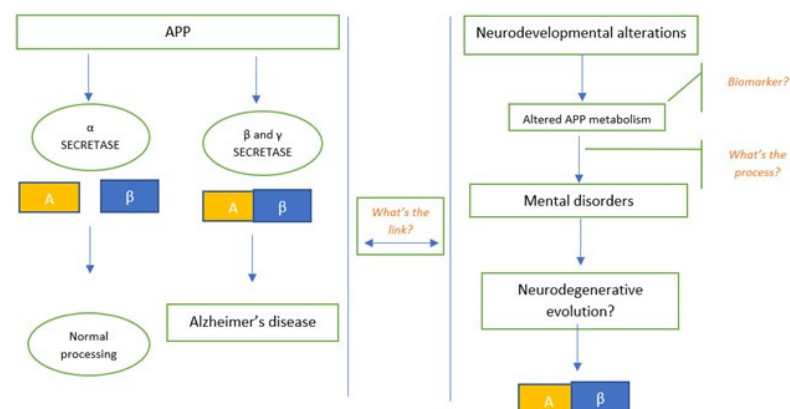 APP
α
SECRETASE
β and γ
SECRETASE
A
β
A
β
Normal
processing
Alzheimer's disease
What's the
link?
Neurodevelopmental alterations
Biomarker?
Altered APP metabolism
What's the
process?
Mental disorders
Neurodegenerative
evolution?
A
β